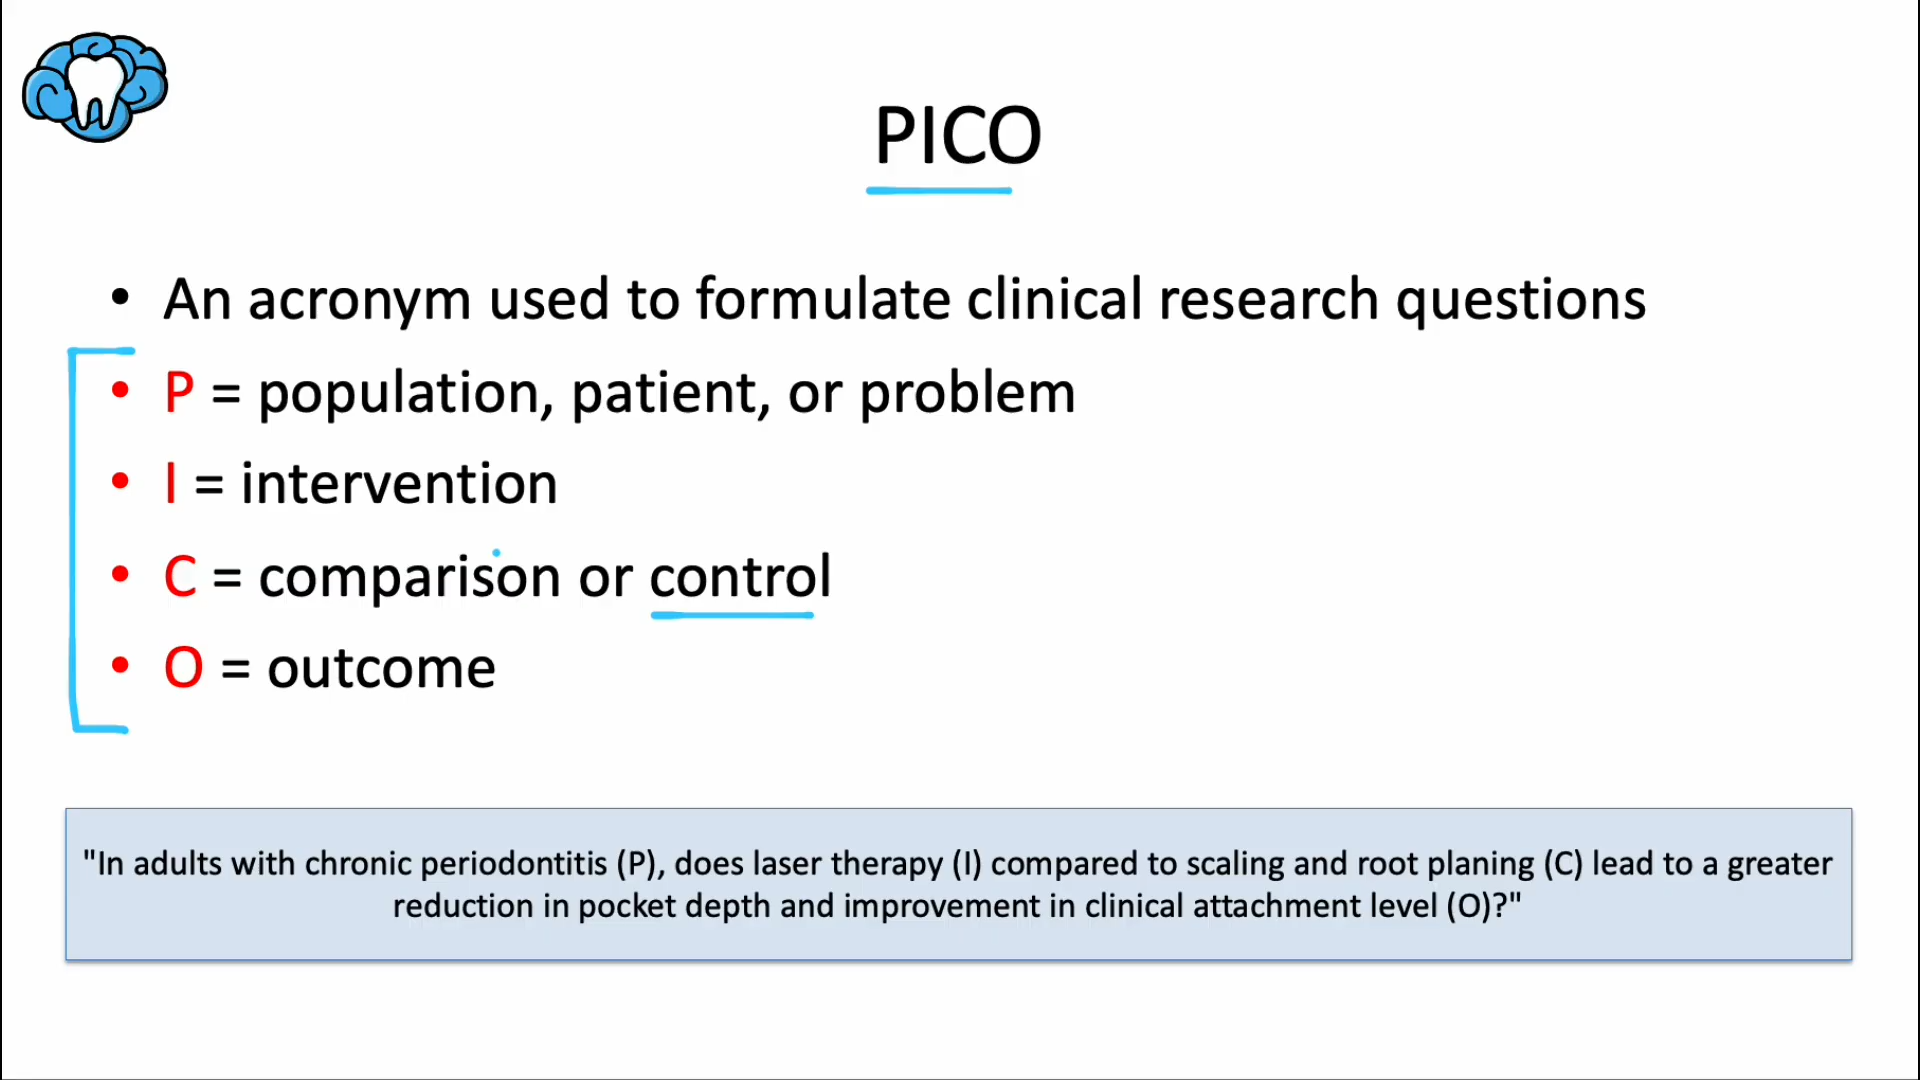 PICO
• An acronym used to formulate clinical research questions
• P = population, patient, or problem
• I = intervention
• C = comparison or control
• O = outcome
"In adults with chronic periodontitis (P), does laser therapy (I) compared to scaling and root planing (C) lead to a greater
reduction in pocket depth and improvement in clinical attachment level (O)?"